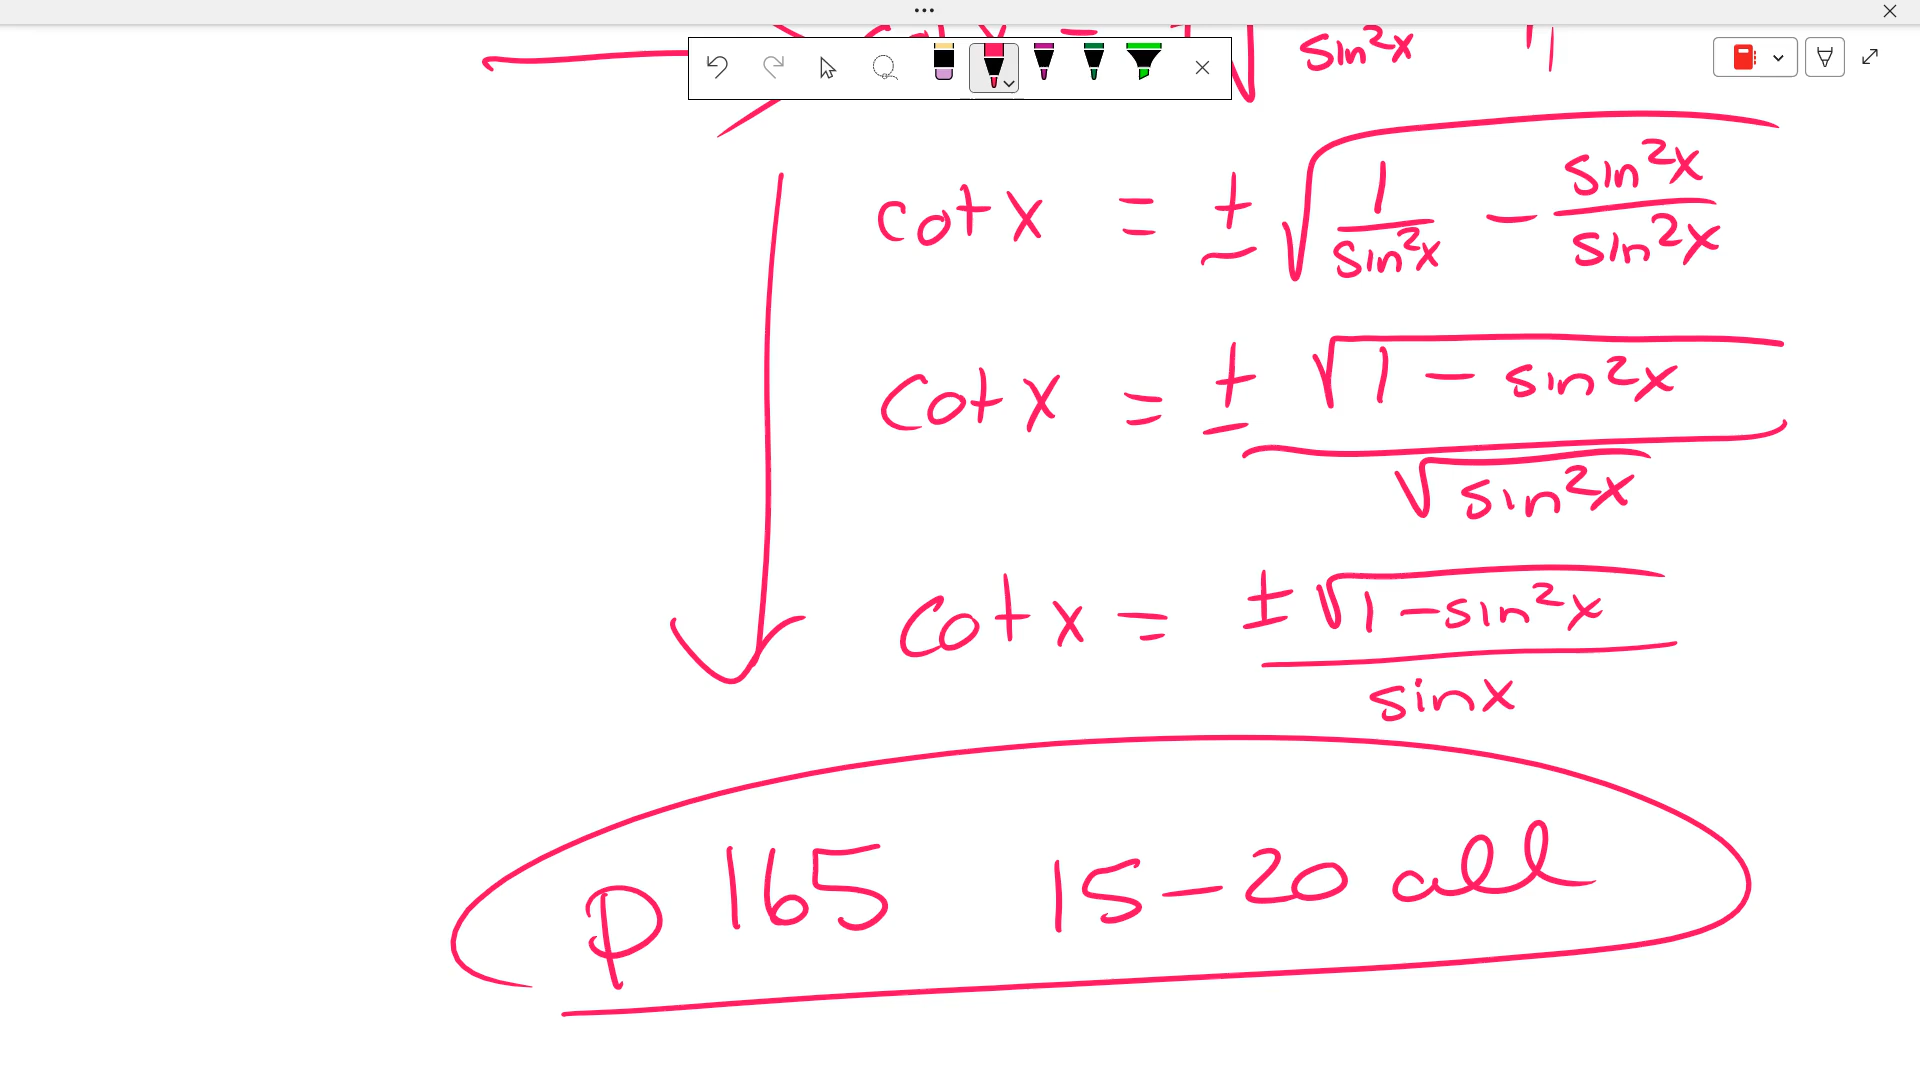 sin²x
cot x = ± √(1/sin²x − sin²x/sin²x)
cot x = ± √(1 − sin²x) / √(sin²x)
cot x = ± √(1 − sin²x) / sin x
p 165 15 – 20 all